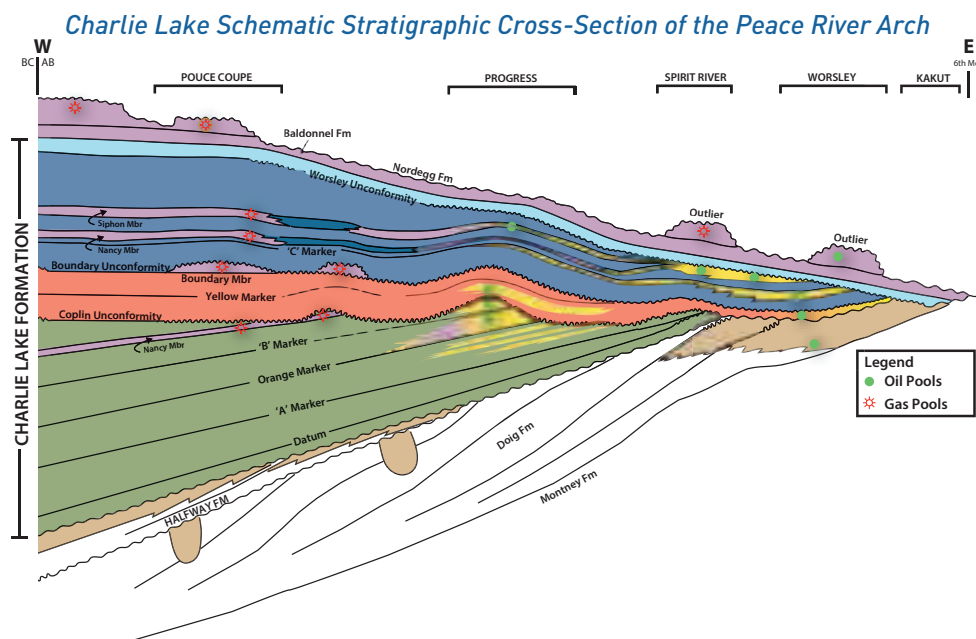 Charlie Lake Schematic Stratigraphic Cross-Section of the Peace River Arch
W
E
BC AB
6th Me
POUCE COUPE
PROGRESS
SPIRIT RIVER
WORSLEY
KAKUT
Baldonnel Fm
Nordegg Fm
Worsley Unconformity
Outlier
Outlier
Siphon Mbr
Nancy Mbr
'C' Marker
Boundary Unconformity
Boundary Mbr
Yellow Marker
Coplin Unconformity
Nancy Mbr
'B' Marker
Orange Marker
'A' Marker
Datum
HALFWAY FM
Doig Fm
Montney Fm
CHARLIE LAKE FORMATION
Legend
Oil Pools
Gas Pools